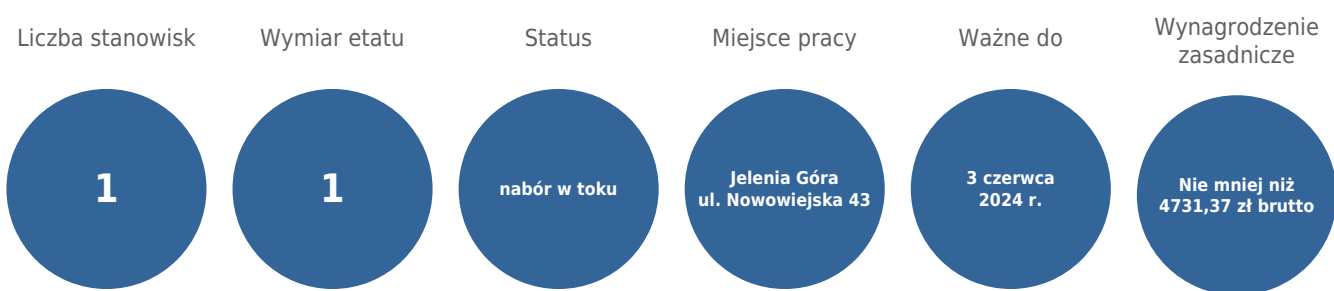 Liczba stanowisk
1
Wymiar etatu
1
Status
nabór w toku
Miejsce pracy
Jelenia Góra
ul. Nowowiejska 43
Ważne do
3 czerwca
2024 r.
Wynagrodzenie
zasadnicze
Nie mniej niż
4731,37 zł brutto